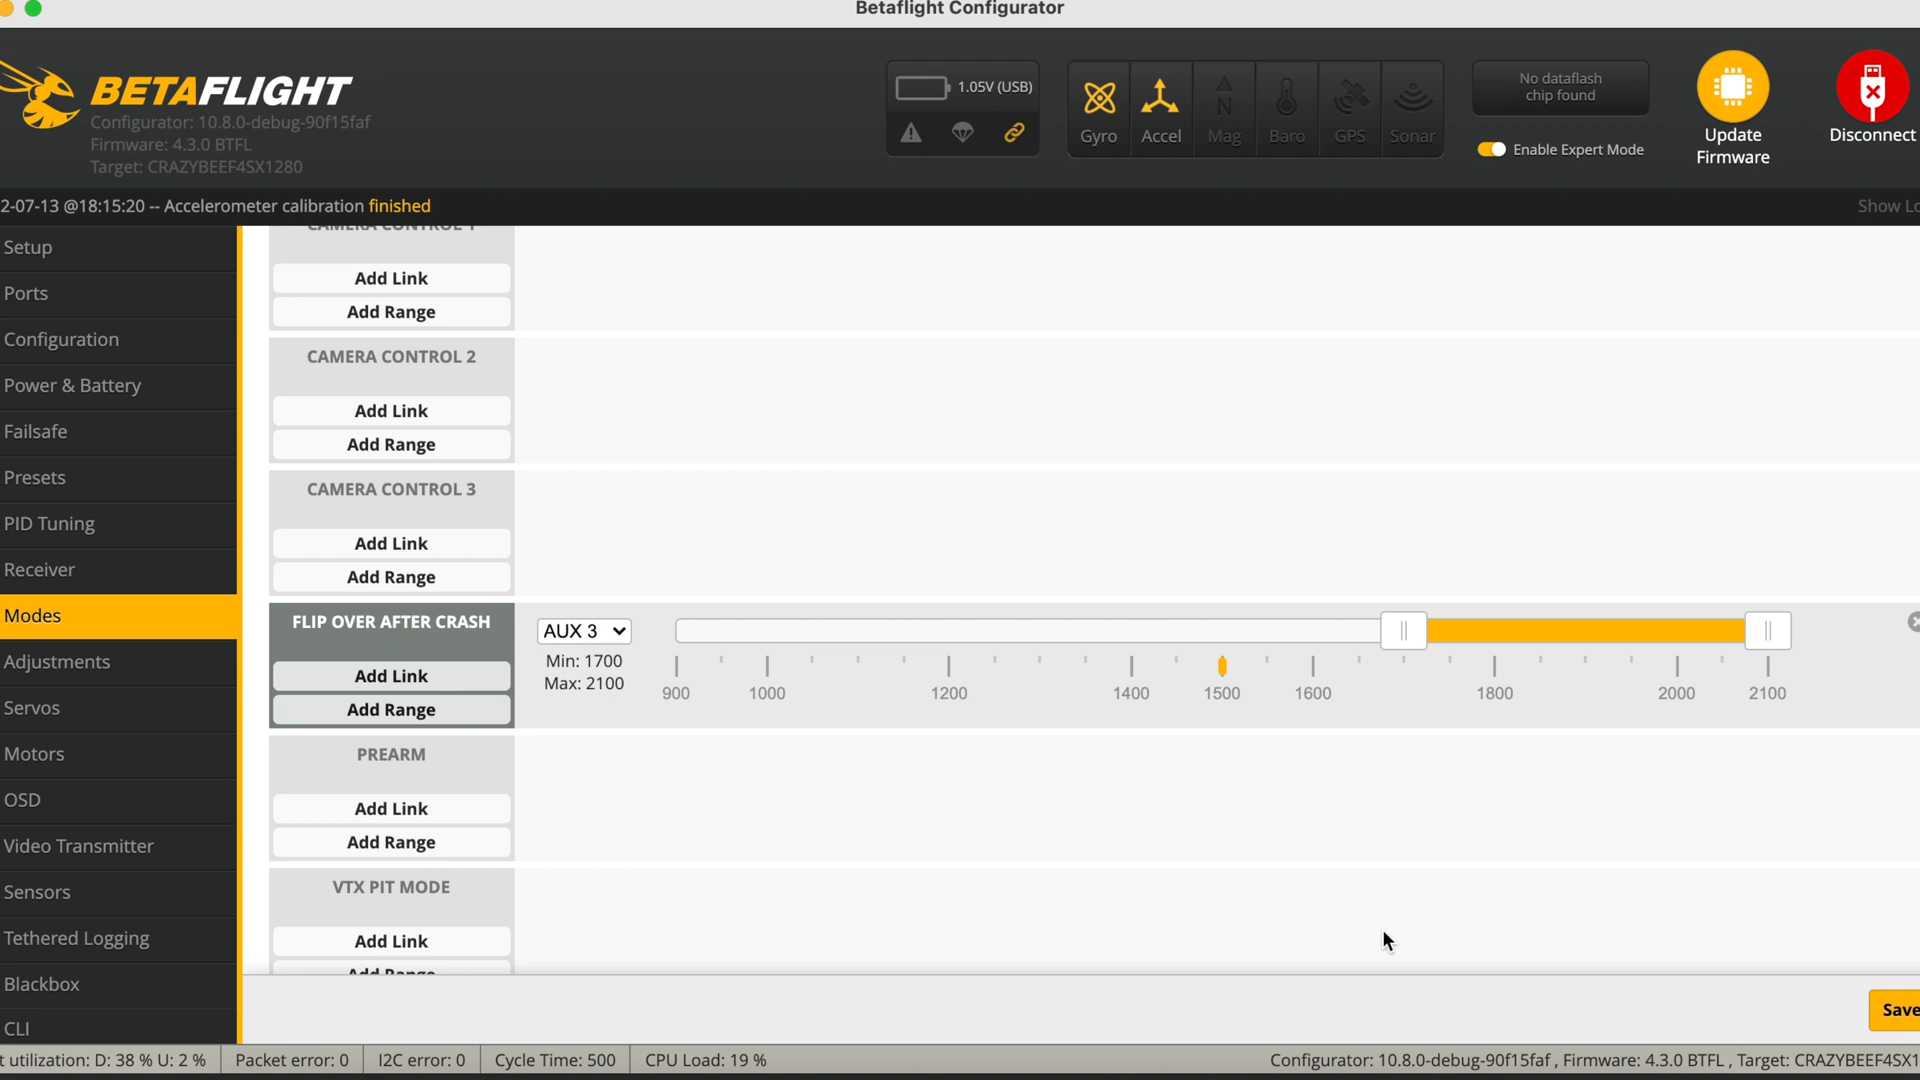 Betaflight Configurator
BETAFLIGHT
Configurator: 10.8.0-debug-90f15faf
Firmware: 4.3.0 BTFL
Target: CRAZYBEEF4SX1280
1.05V (USB)
Gyro
Accel
N
Mag
Baro
GPS
Sonar
No dataflash
chip found
Enable Expert Mode
Update
Firmware
Disconnect
2-07-13 @18:15:20 -- Accelerometer calibration finished
Show Lo
Setup
Ports
Configuration
Power & Battery
Failsafe
Presets
PID Tuning
Receiver
Modes
Adjustments
Servos
Motors
OSD
Video Transmitter
Sensors
Tethered Logging
Blackbox
CLI
CAMERA CONTROL 1
Add Link
Add Range
CAMERA CONTROL 2
Add Link
Add Range
CAMERA CONTROL 3
Add Link
Add Range
FLIP OVER AFTER CRASH
Add Link
Add Range
AUX 3
Min: 1700
Max: 2100
900 1000 1200 1400 1500 1600 1800 2000 2100
PREARM
Add Link
Add Range
VTX PIT MODE
Add Link
Add Range
Save
t utilization: D: 38 % U: 2 %
Packet error: 0
I2C error: 0
Cycle Time: 500
CPU Load: 19 %
Configurator: 10.8.0-debug-90f15faf , Firmware: 4.3.0 BTFL , Target: CRAZYBEEF4SX1